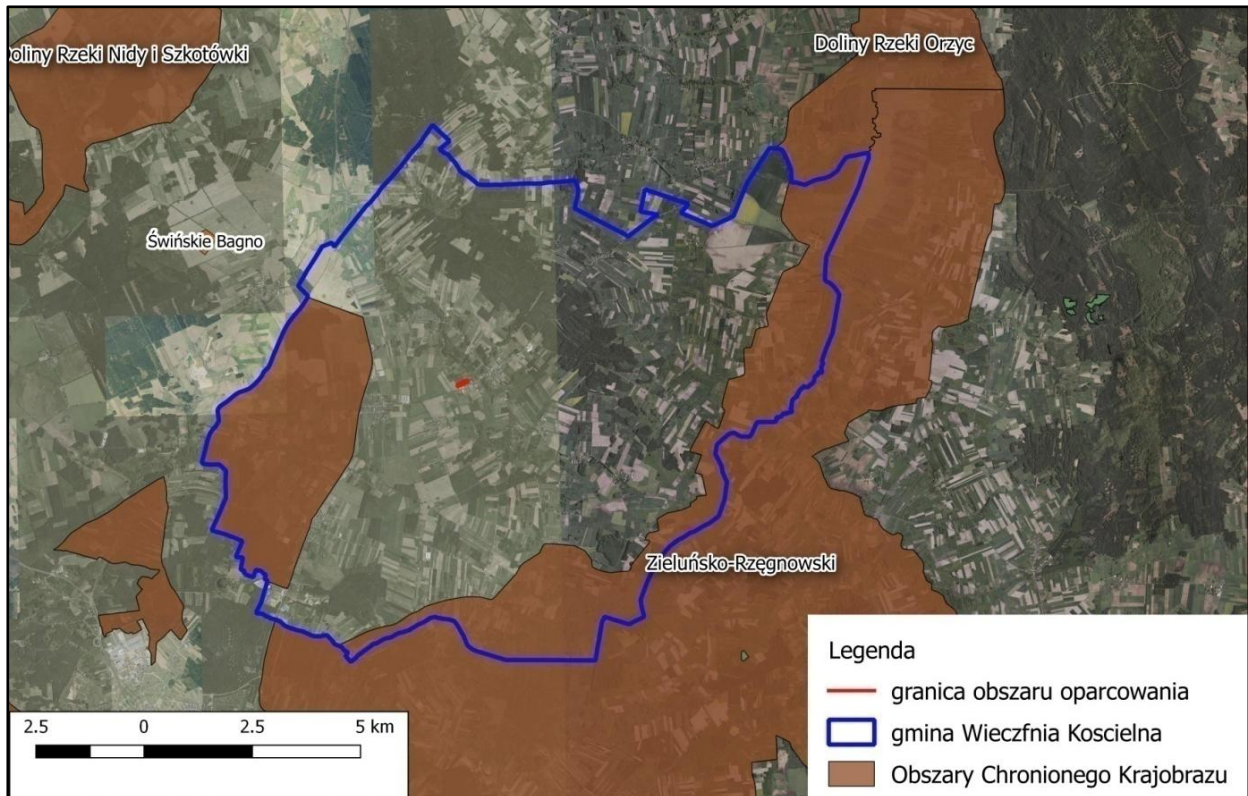 oliny Rzeki Nidy i Szkotówki
Doliny Rzeki Orzyc
Świńskie Bagno
Zieluńsko-Rzęgnowski
Legenda
granica obszaru oparcowania
gmina Wieczfnia Koscielna
Obszary Chronionego Krajobrazu
2.5 0 2.5 5 km